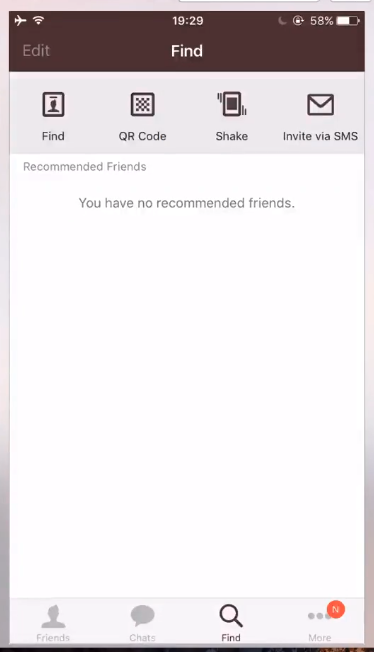 19:29 58%
Edit Find
Find QR Code Shake Invite via SMS
Recommended Friends
You have no recommended friends.
N
Friends Chats Find More